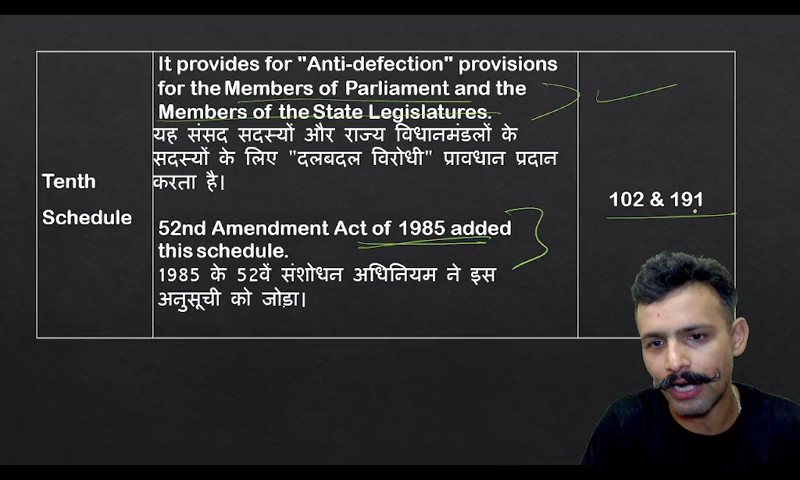 Tenth
Schedule
It provides for "Anti-defection" provisions
for the Members of Parliament and the
Members of the State Legislatures.
यह संसद सदस्यों और राज्य विधानमंडलों के
सदस्यों के लिए "दलबदल विरोधी" प्रावधान प्रदान
करता है।
52nd Amendment Act of 1985 added
this schedule.
1985 के 52वें संशोधन अधिनियम ने इस
अनुसूची को जोड़ा।
102 & 191